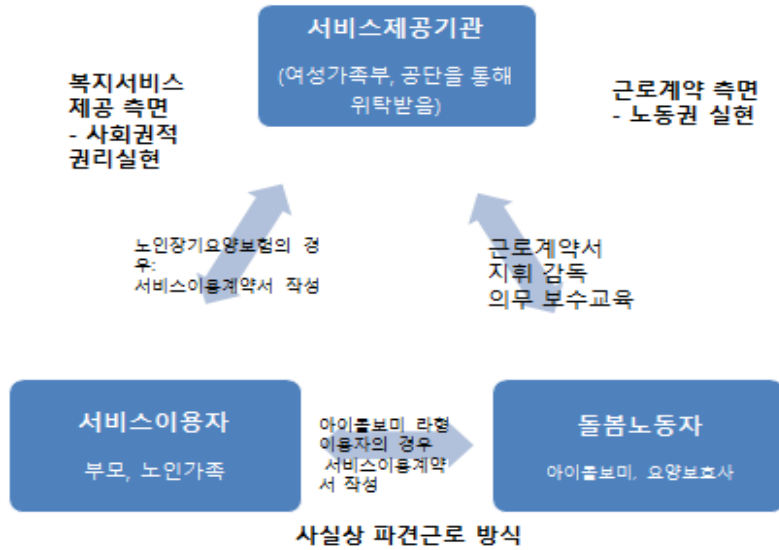 서비스제공기관
(여성가족부, 공단을 통해
위탁받음)
복지서비스
제공 측면
- 사회권적
권리실현
근로계약 측면
- 노동권 실현
노인장기요양보험의 경
우:
서비스이용계약서 작성
근로계약서
지휘 감독
의무 보수교육
서비스이용자
부모, 노인가족
아이돌보미 라형
이용자의 경우
서비스이용계약
서 작성
돌봄노동자
아이돌보미, 요양보호사
사실상 파견근로 방식